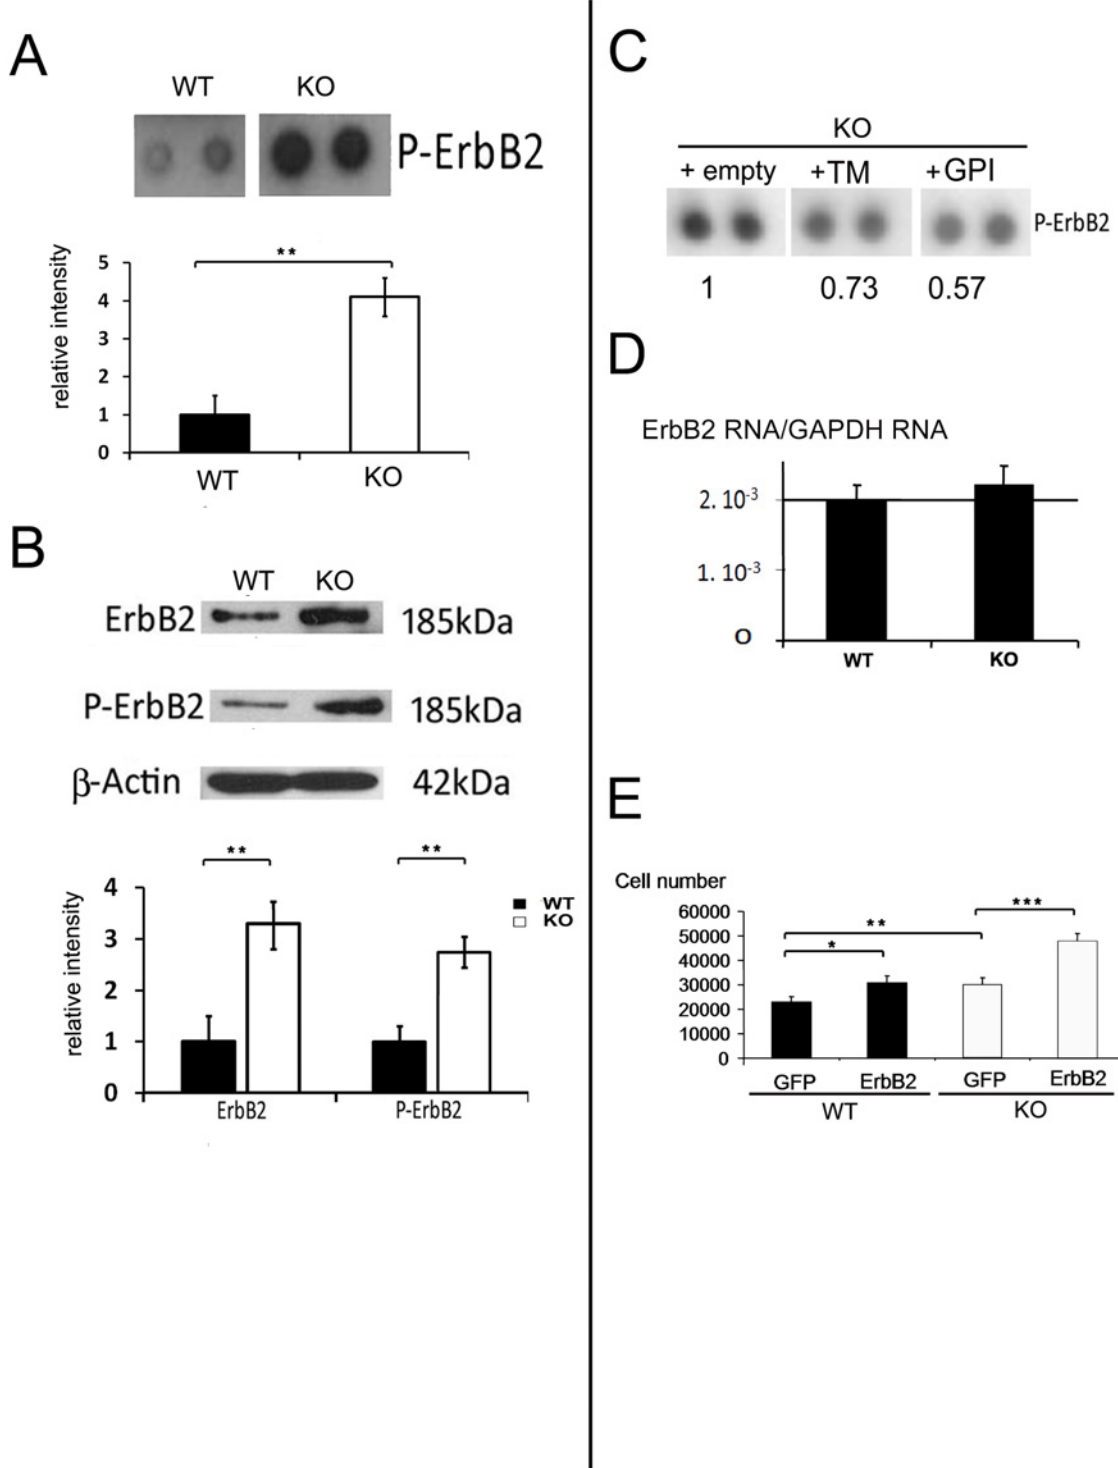 A
WT KO
P-ErbB2
**
relative intensity
5
4
3
2
1
0
WT KO
B
WT KO
ErbB2 185kDa
P-ErbB2 185kDa
β-Actin 42kDa
** **
relative intensity
4
3
2
1
0
WT
KO
ErbB2 P-ErbB2
C
KO
+ empty +TM +GPI
P-ErbB2
1 0.73 0.57
D
ErbB2 RNA/GAPDH RNA
2. 10-3
1. 10-3
O
WT KO
E
Cell number
60000
50000
40000
30000
20000
10000
0
***
**
*
GFP ErbB2 GFP ErbB2
WT KO